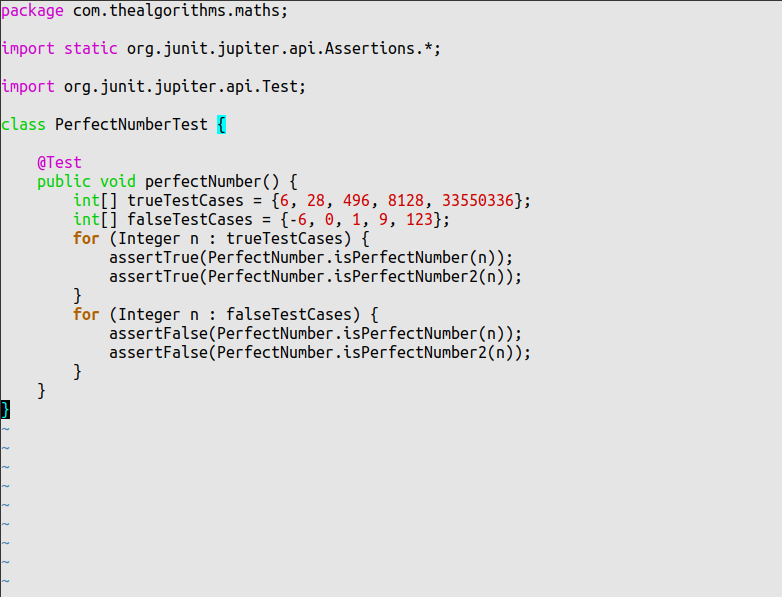 package com.thealgorithms.maths;
import static org.junit.jupiter.api.Assertions.*;
import org.junit.jupiter.api.Test;
class PerfectNumberTest {
    @Test
    public void perfectNumber() {
        int[] trueTestCases = {6, 28, 496, 8128, 33550336};
        int[] falseTestCases = {-6, 0, 1, 9, 123};
        for (Integer n : trueTestCases) {
            assertTrue(PerfectNumber.isPerfectNumber(n));
            assertTrue(PerfectNumber.isPerfectNumber2(n));
        }
        for (Integer n : falseTestCases) {
            assertFalse(PerfectNumber.isPerfectNumber(n));
            assertFalse(PerfectNumber.isPerfectNumber2(n));
        }
    }
}
~
~
~
~
~
~
~
~
~